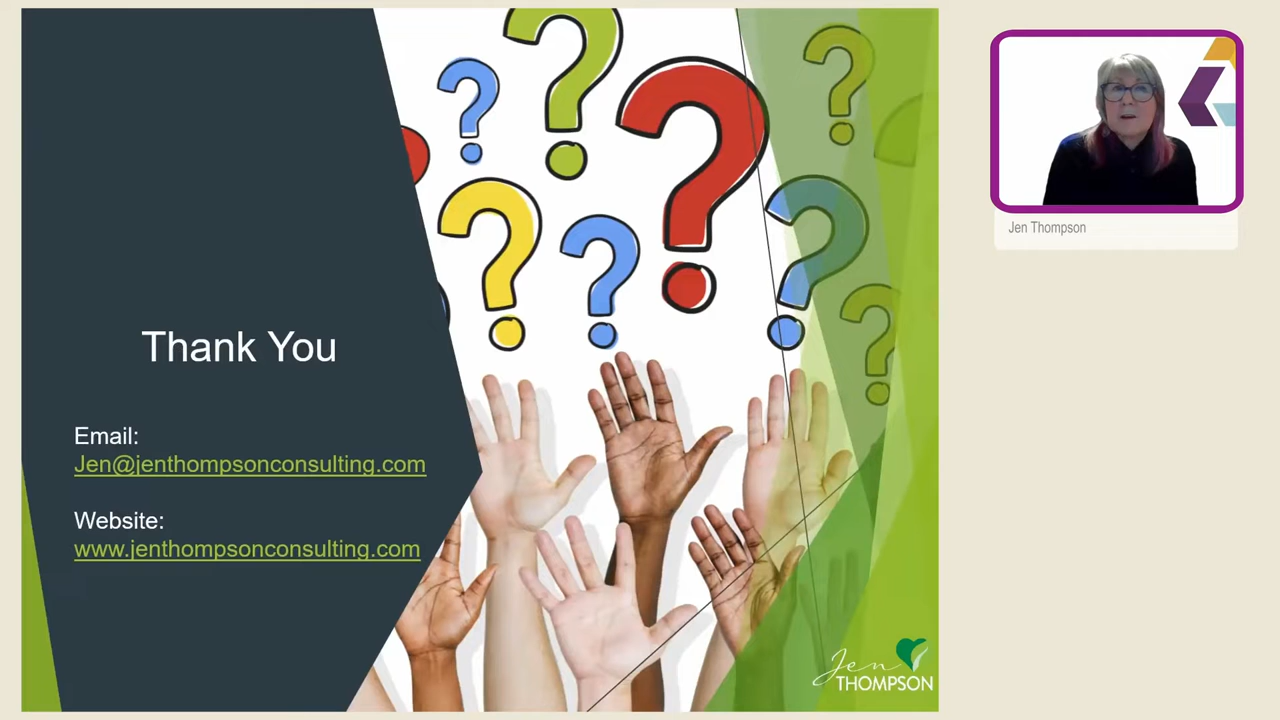 Thank You
Email:
Jen@jenthompsonconsulting.com
Website:
www.jenthompsonconsulting.com
Jen
THOMPSON
Jen Thompson